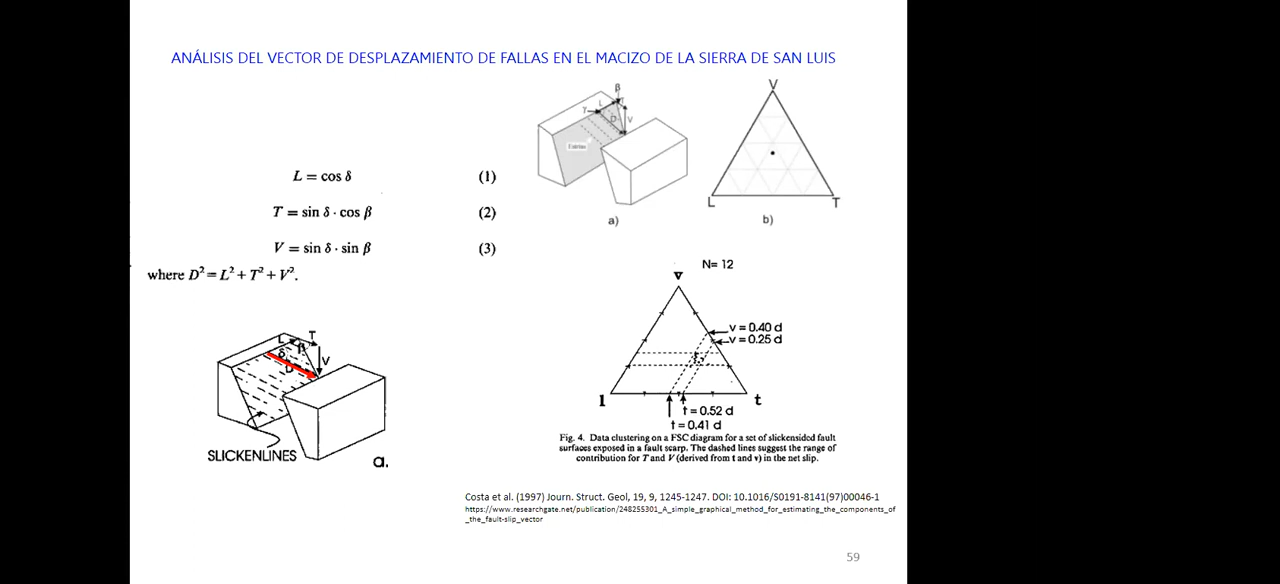 ANÁLISIS DEL VECTOR DE DESPLAZAMIENTO DE FALLAS EN EL MACIZO DE LA SIERRA DE SAN LUIS
L = cos δ (1)
T = sin δ · cos β (2)
V = sin δ · sin β (3)
where D² = L² + T² + V².
β
γ
L
T
D
V
Estrías
a)
V
L
T
b)
L
T
δ
β
D
V
SLICKENLINES
a.
N= 12
v
v = 0.40 d
v = 0.25 d
l
t
t = 0.52 d
t = 0.41 d
Fig. 4. Data clustering on a FSC diagram for a set of slickensided fault
surfaces exposed in a fault scarp. The dashed lines suggest the range of
contribution for T and V (derived from t and v) in the net slip.
Costa et al. (1997) Journ. Struct. Geol, 19, 9, 1245-1247. DOI: 10.1016/S0191-8141(97)00046-1
https://www.researchgate.net/publication/248255301_A_simple_graphical_method_for_estimating_the_components_of
_the_fault-slip_vector
59